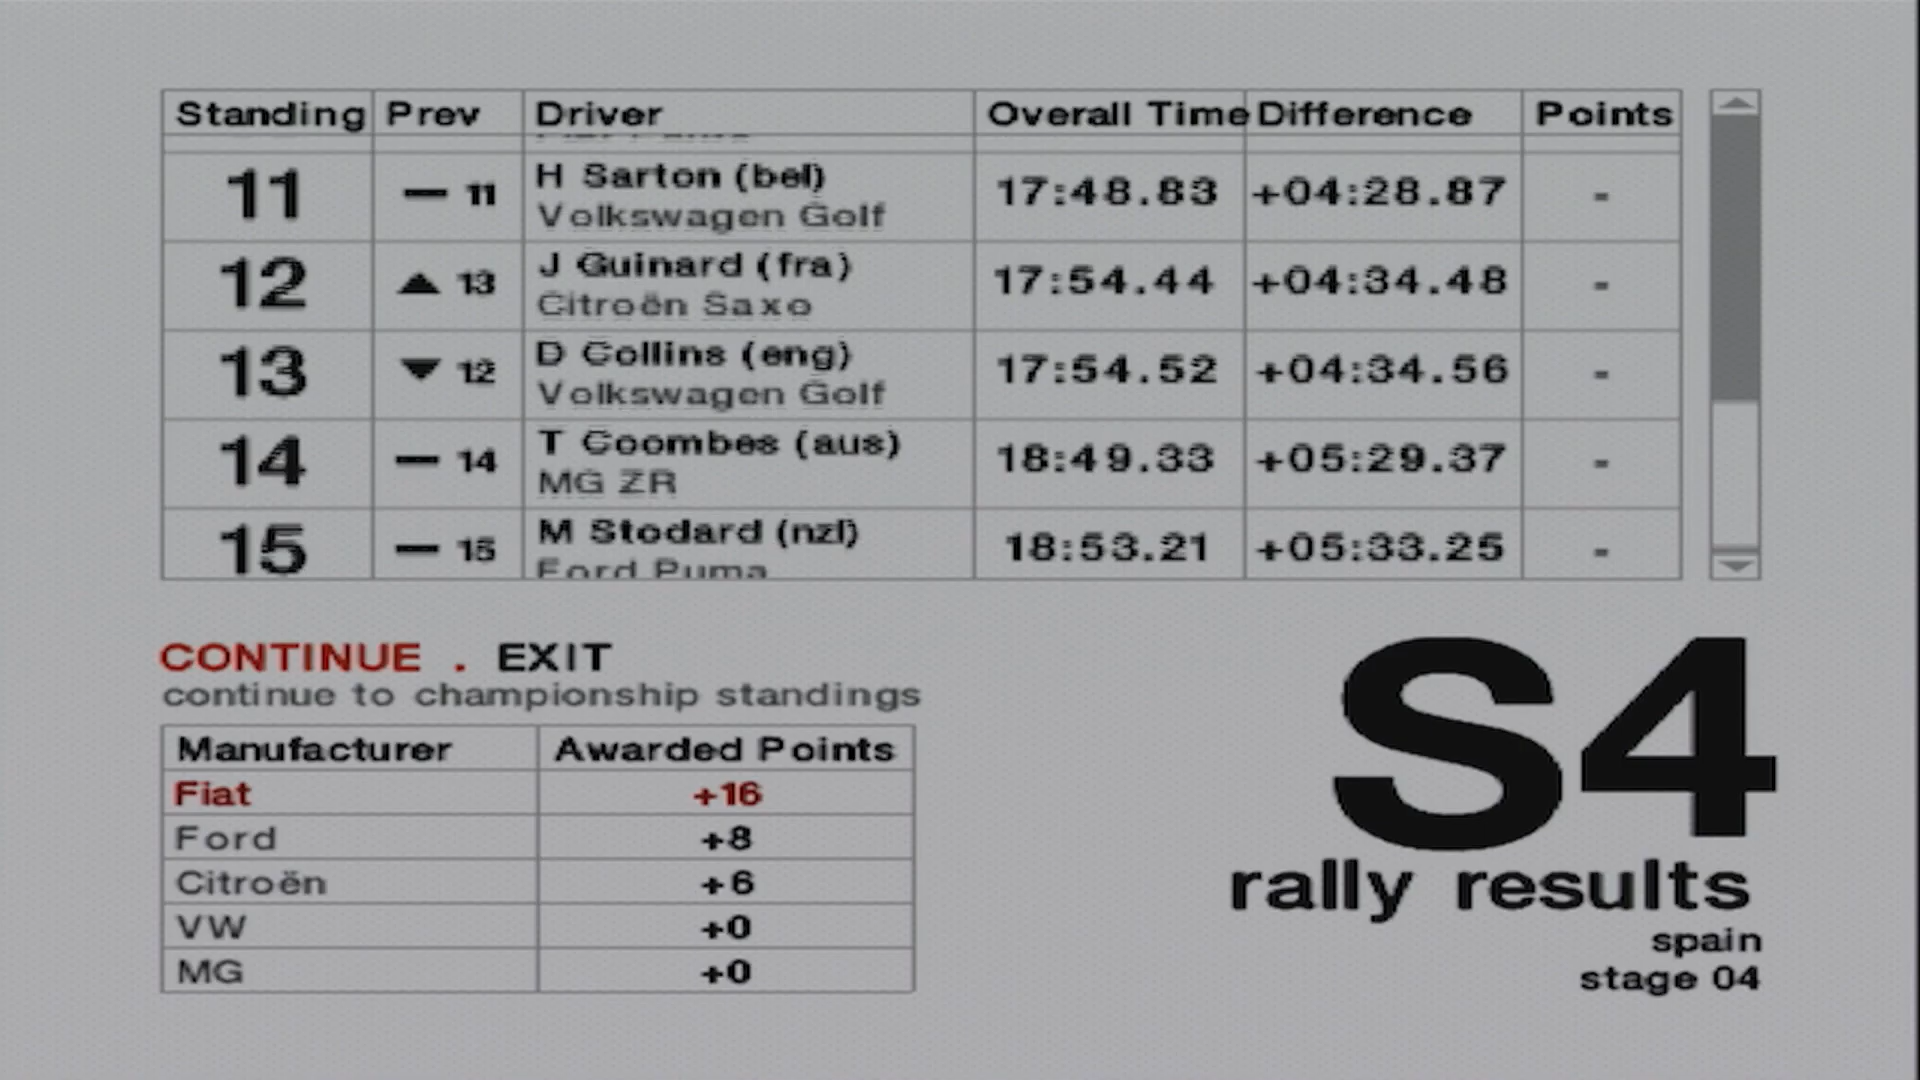 Standing Prev Driver Overall Time Difference Points
11 11 H Sarton (bel) 17:48.83 +04:28.87 -
Volkswagen Golf
12 13 J Guinard (fra) 17:54.44 +04:34.48 -
Citroën Saxo
13 12 D Collins (eng) 17:54.52 +04:34.56 -
Volkswagen Golf
14 14 T Coombes (aus) 18:49.33 +05:29.37 -
MG ZR
15 15 M Stodard (nzl) 18:53.21 +05:33.25 -
Ford Puma
CONTINUE . EXIT
continue to championship standings
Manufacturer Awarded Points
Fiat +16
Ford +8
Citroën +6
VW +0
MG +0
S4
rally results
spain
stage 04